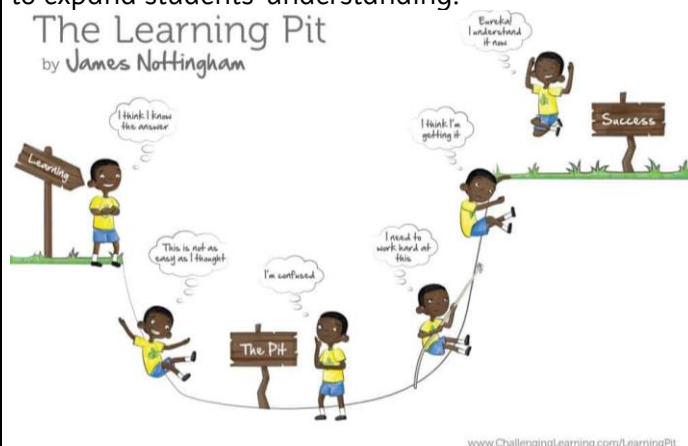 to expand students' understanding.
The Learning Pit
by James Nottingham
Eureka!
I understand
it now
I think I know
the answer
I think I'm
getting it
Success
Learning
This is not as
easy as I thought
I'm confused
I need to
work hard at
this
The Pit
www.ChallengingLearning.com/LearningPit